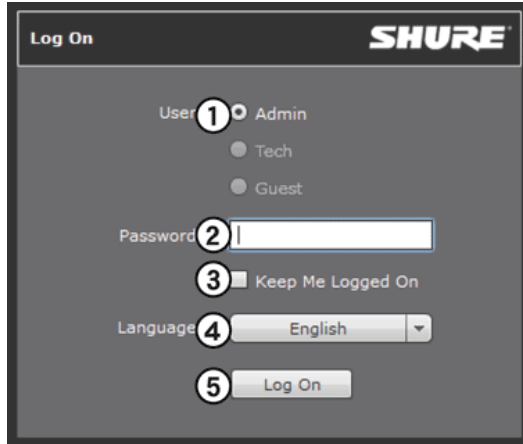 Log On SHURE
User 1 Admin
Tech
Guest
Password 2
3 Keep Me Logged On
Language 4 English
5 Log On